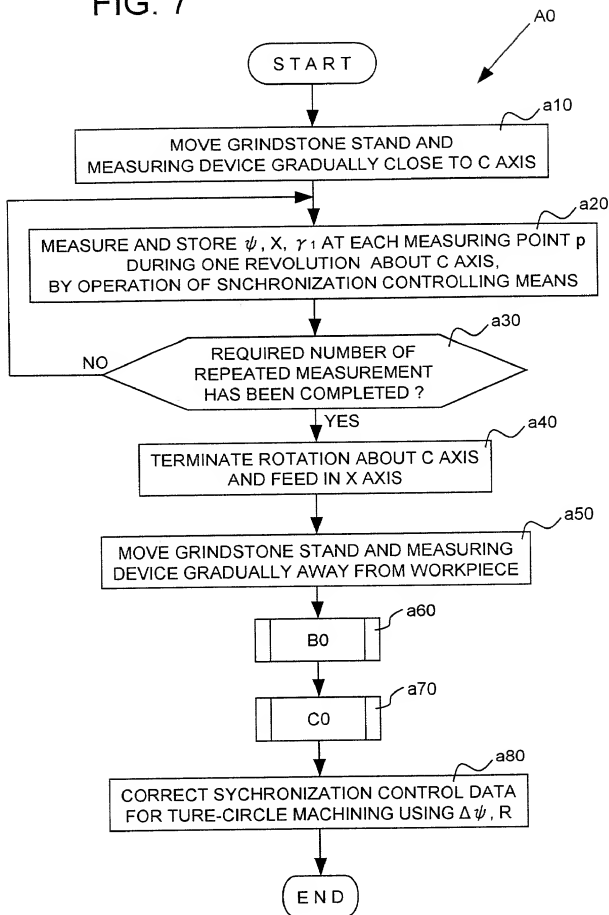 FIG. 7
A0
START
a10
MOVE GRINDSTONE STAND AND
MEASURING DEVICE GRADUALLY CLOSE TO C AXIS
a20
MEASURE AND STORE ψ, X, γ1 AT EACH MEASURING POINT p
DURING ONE REVOLUTION ABOUT C AXIS,
BY OPERATION OF SNCHRONIZATION CONTROLLING MEANS
a30
NO
REQUIRED NUMBER OF
REPEATED MEASUREMENT
HAS BEEN COMPLETED ?
YES
a40
TERMINATE ROTATION ABOUT C AXIS
AND FEED IN X AXIS
a50
MOVE GRINDSTONE STAND AND MEASURING
DEVICE GRADUALLY AWAY FROM WORKPIECE
a60
B0
a70
C0
a80
CORRECT SYCHRONIZATION CONTROL DATA
FOR TURE-CIRCLE MACHINING USING Δψ, R
END